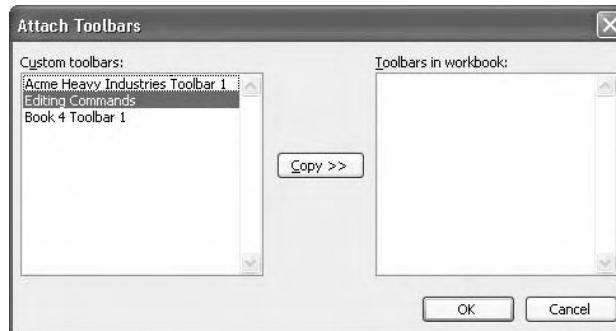 Attach Toolbars
Custom toolbars:
Toolbars in workbook:
Acme Heavy Industries Toolbar 1
Editing Commands
Book 4 Toolbar 1
Copy >>
OK
Cancel